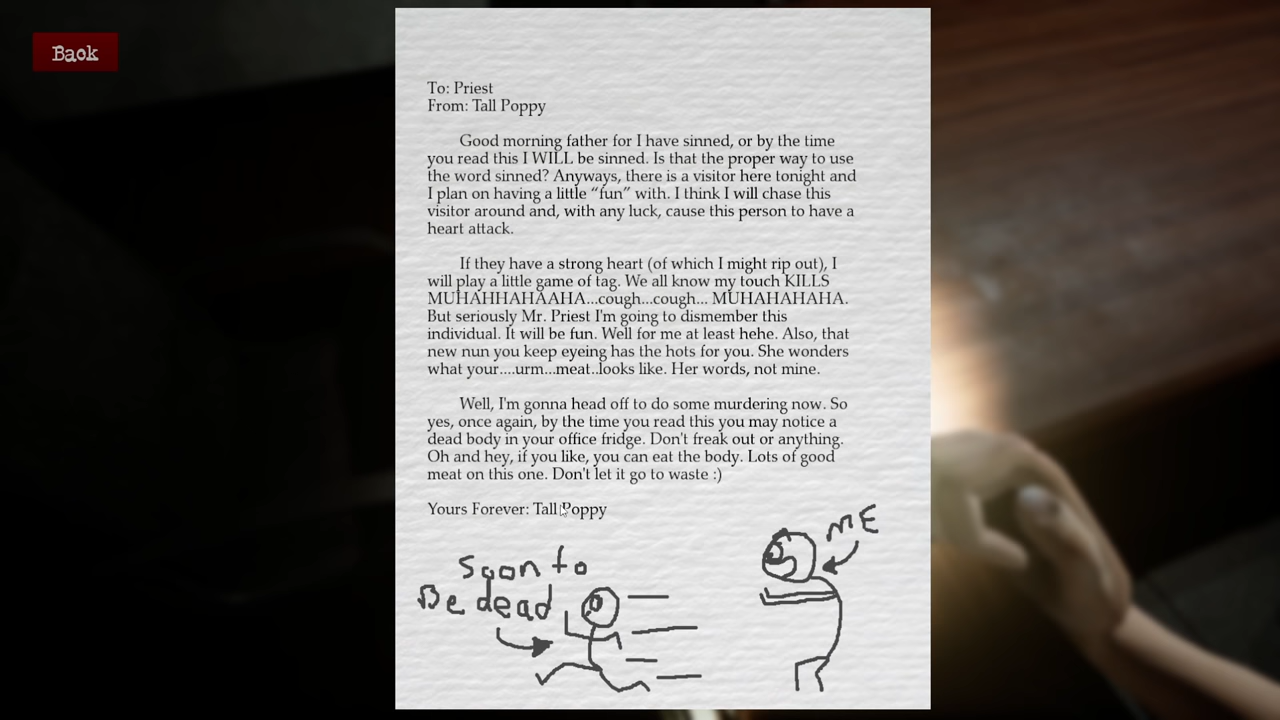 Back
To: Priest
From: Tall Poppy
Good morning father for I have sinned, or by the time
you read this I WILL be sinned. Is that the proper way to use
the word sinned? Anyways, there is a visitor here tonight and
I plan on having a little “fun” with. I think I will chase this
visitor around and, with any luck, cause this person to have a
heart attack.
If they have a strong heart (of which I might rip out), I
will play a little game of tag. We all know my touch KILLS
MUHAHHAHAAHA...cough...cough... MUHAHAHAHA.
But seriously Mr. Priest I'm going to dismember this
individual. It will be fun. Well for me at least hehe. Also, that
new nun you keep eyeing has the hots for you. She wonders
what your....urm...meat..looks like. Her words, not mine.
Well, I'm gonna head off to do some murdering now. So
yes, once again, by the time you read this you may notice a
dead body in your office fridge. Don't freak out or anything.
Oh and hey, if you like, you can eat the body. Lots of good
meat on this one. Don't let it go to waste :)
Yours Forever: Tall Poppy
ME
Soon to
Be dead